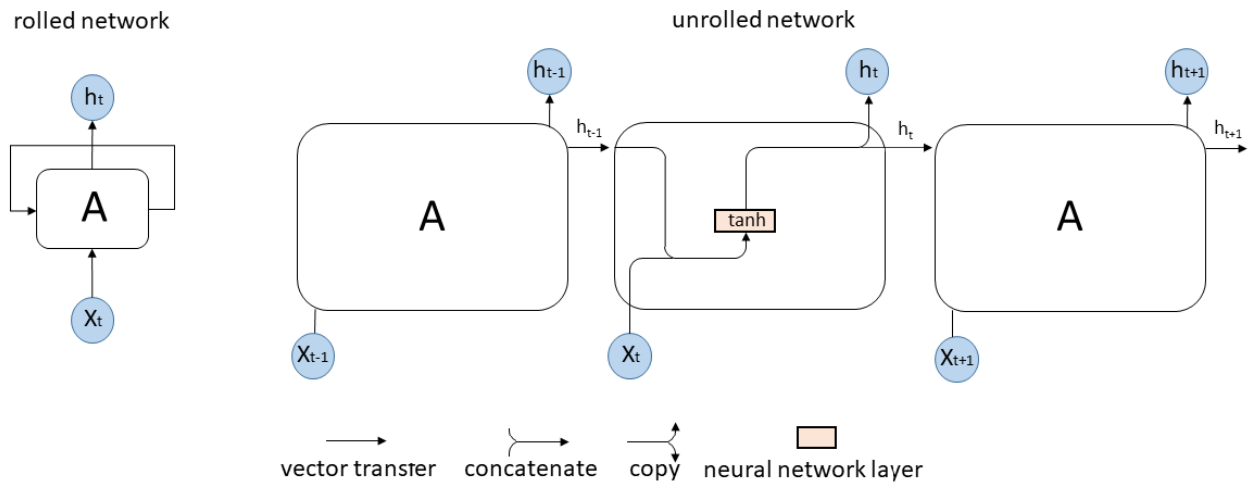 rolled network
unrolled network
ht
ht-1
ht
ht+1
ht-1
ht
ht+1
A
A
tanh
A
Xt
Xt-1
Xt
Xt+1
vector transfer
concatenate
copy
neural network layer